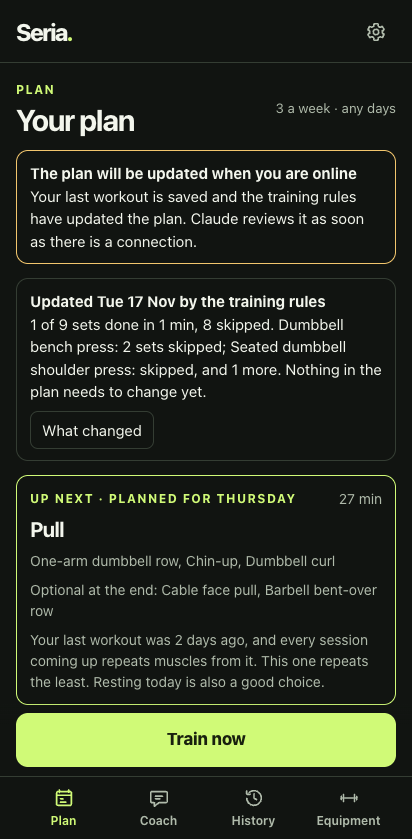 Seria.
PLAN
Your plan
3 a week · any days
The plan will be updated when you are online
Your last workout is saved and the training rules
have updated the plan. Claude reviews it as soon
as there is a connection.
Updated Tue 17 Nov by the training rules
1 of 9 sets done in 1 min, 8 skipped. Dumbbell
bench press: 2 sets skipped; Seated dumbbell
shoulder press: skipped, and 1 more. Nothing in the
plan needs to change yet.
What changed
UP NEXT · PLANNED FOR THURSDAY
27 min
Pull
One-arm dumbbell row, Chin-up, Dumbbell curl
Optional at the end: Cable face pull, Barbell bent-over
row
Your last workout was 2 days ago, and every session
coming up repeats muscles from it. This one repeats
the least. Resting today is also a good choice.
Train now
Plan
Coach
History
Equipment